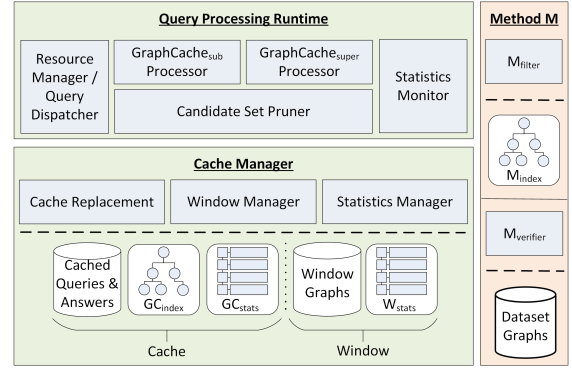 Query Processing Runtime
Resource
Manager /
Query
Dispatcher
GraphCachesub
Processor
GraphCachesuper
Processor
Candidate Set Pruner
Statistics
Monitor
Cache Manager
Cache Replacement
Window Manager
Statistics Manager
Cached
Queries &
Answers
GCindex
GCstats
Window
Graphs
Wstats
Cache
Window
Method M
Mfilter
Mindex
Mverifier
Dataset
Graphs